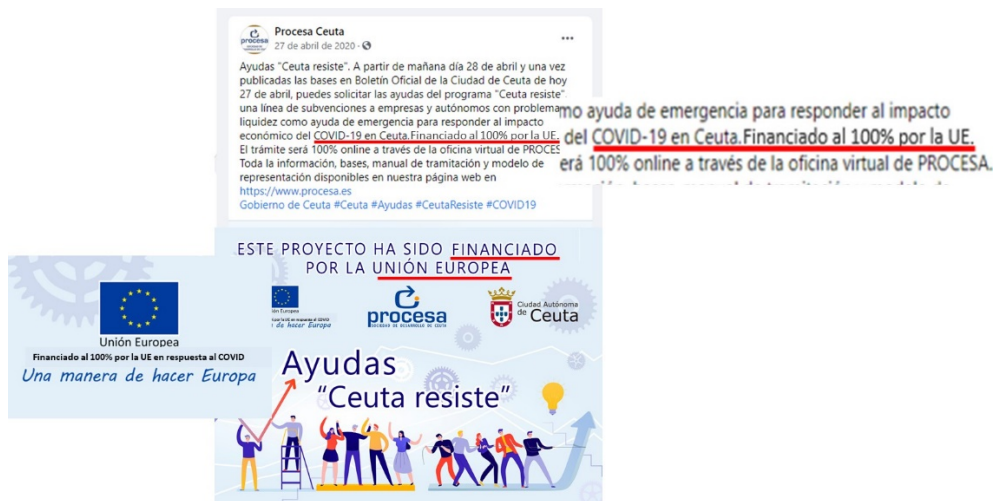 Procesa Ceuta
27 de abril de 2020
Ayudas "Ceuta resiste". A partir de mañana día 28 de abril y una vez
publicadas las bases en Boletín Oficial de la Ciudad de Ceuta de hoy
27 de abril, puedes solicitar las ayudas del programa "Ceuta resiste",
una línea de subvenciones a empresas y autónomos con problema
liquidez como ayuda de emergencia para responder al impacto
económico del COVID-19 en Ceuta.Financiado al 100% por la UE.
El trámite será 100% online a través de la oficina virtual de PROCES
Toda la información, bases, manual de tramitación y modelo de
representación disponibles en nuestra página web en
https://www.procesa.es
Gobierno de Ceuta #Ceuta #Ayudas #CeutaResiste #COVID19
mo ayuda de emergencia para responder al impacto
del COVID-19 en Ceuta.Financiado al 100% por la UE.
erá 100% online a través de la oficina virtual de PROCESA.
ESTE PROYECTO HA SIDO FINANCIADO
POR LA UNIÓN EUROPEA
procesa
SOCIEDAD DE DESARROLLO DE CEUTA
Ciudad Autónoma
de Ceuta
Unión Europea
Financiado al 100% por la UE en respuesta al COVID
Una manera de hacer Europa
de hacer Europa
Ayudas
"Ceuta resiste"